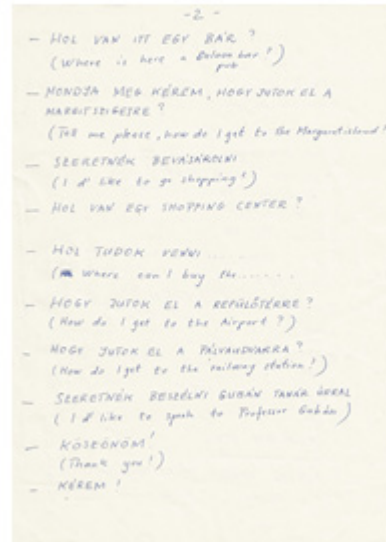 -2-
- HOL VAN ITT EGY BÁR?
(Where is here a bar?)
pub
- MONDJA MEG KÉREM, HOGY JUTOK EL A
MARGITSZIGETRE?
(Tell me please, how do I get to the Margaretisland?
- SZERETNÉK BEVÁSÁROLNI
(I'd like to go shopping!)
- HOL VAN EGY SHOPPING CENTER?
- HOL TUDOK VENNI .....
(Where can I buy the ......
- HOGY JUTOK EL A REPÜLŐTÉRRE?
(How do I get to the Airport?)
- HOGY JUTOK EL A PÁLYAUDVARRA?
(How do I get to the railway station!)
- SZERETNÉK BESZÉLNI GUBÁN TANÁR ÚRRAL
(I'd like to speak to Professor Gubán)
- KÖSZÖNÖM!
(Thank you!)
- KÉREM!